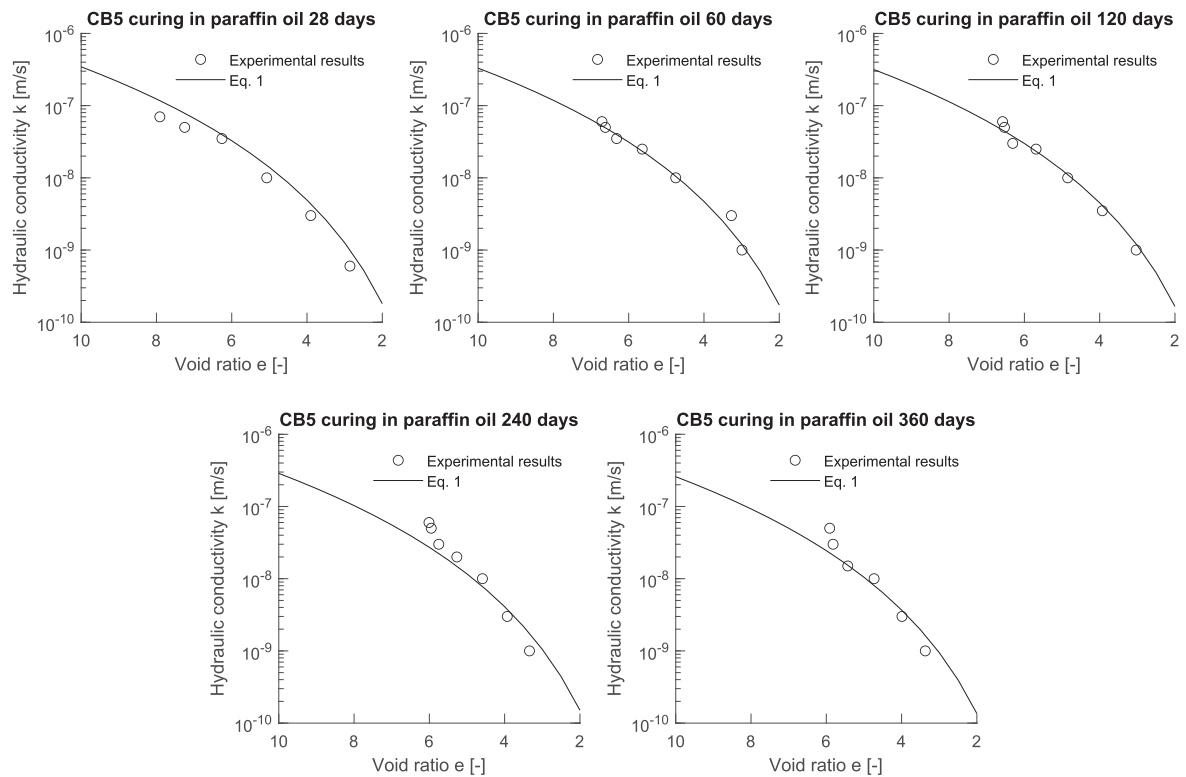 CB5 curing in paraffin oil 28 days
10-6
10-7
10-8
10-9
10-10
Hydraulic conductivity k [m/s]
Experimental results
Eq. 1
10 8 6 4 2
Void ratio e [-]
CB5 curing in paraffin oil 60 days
10-6
10-7
10-8
10-9
10-10
Hydraulic conductivity k [m/s]
Experimental results
Eq. 1
10 8 6 4 2
Void ratio e [-]
CB5 curing in paraffin oil 120 days
10-6
10-7
10-8
10-9
10-10
Hydraulic conductivity k [m/s]
Experimental results
Eq. 1
10 8 6 4 2
Void ratio e [-]
CB5 curing in paraffin oil 240 days
10-6
10-7
10-8
10-9
10-10
Hydraulic conductivity k [m/s]
Experimental results
Eq. 1
10 8 6 4 2
Void ratio e [-]
CB5 curing in paraffin oil 360 days
10-6
10-7
10-8
10-9
10-10
Hydraulic conductivity k [m/s]
Experimental results
Eq. 1
10 8 6 4 2
Void ratio e [-]